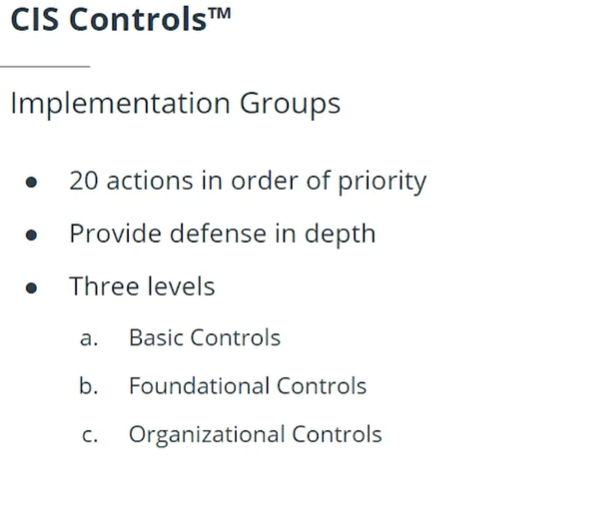 CIS Controls™
Implementation Groups
● 20 actions in order of priority
● Provide defense in depth
● Three levels
a. Basic Controls
b. Foundational Controls
c. Organizational Controls